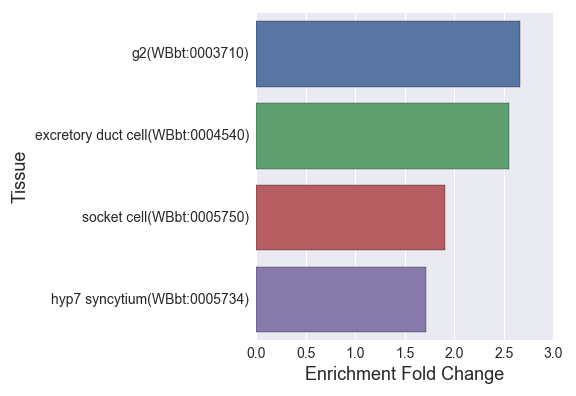 g2(WBbt:0003710)
excretory duct cell(WBbt:0004540)
socket cell(WBbt:0005750)
hyp7 syncytium(WBbt:0005734)
Tissue
0.0 0.5 1.0 1.5 2.0 2.5 3.0
Enrichment Fold Change